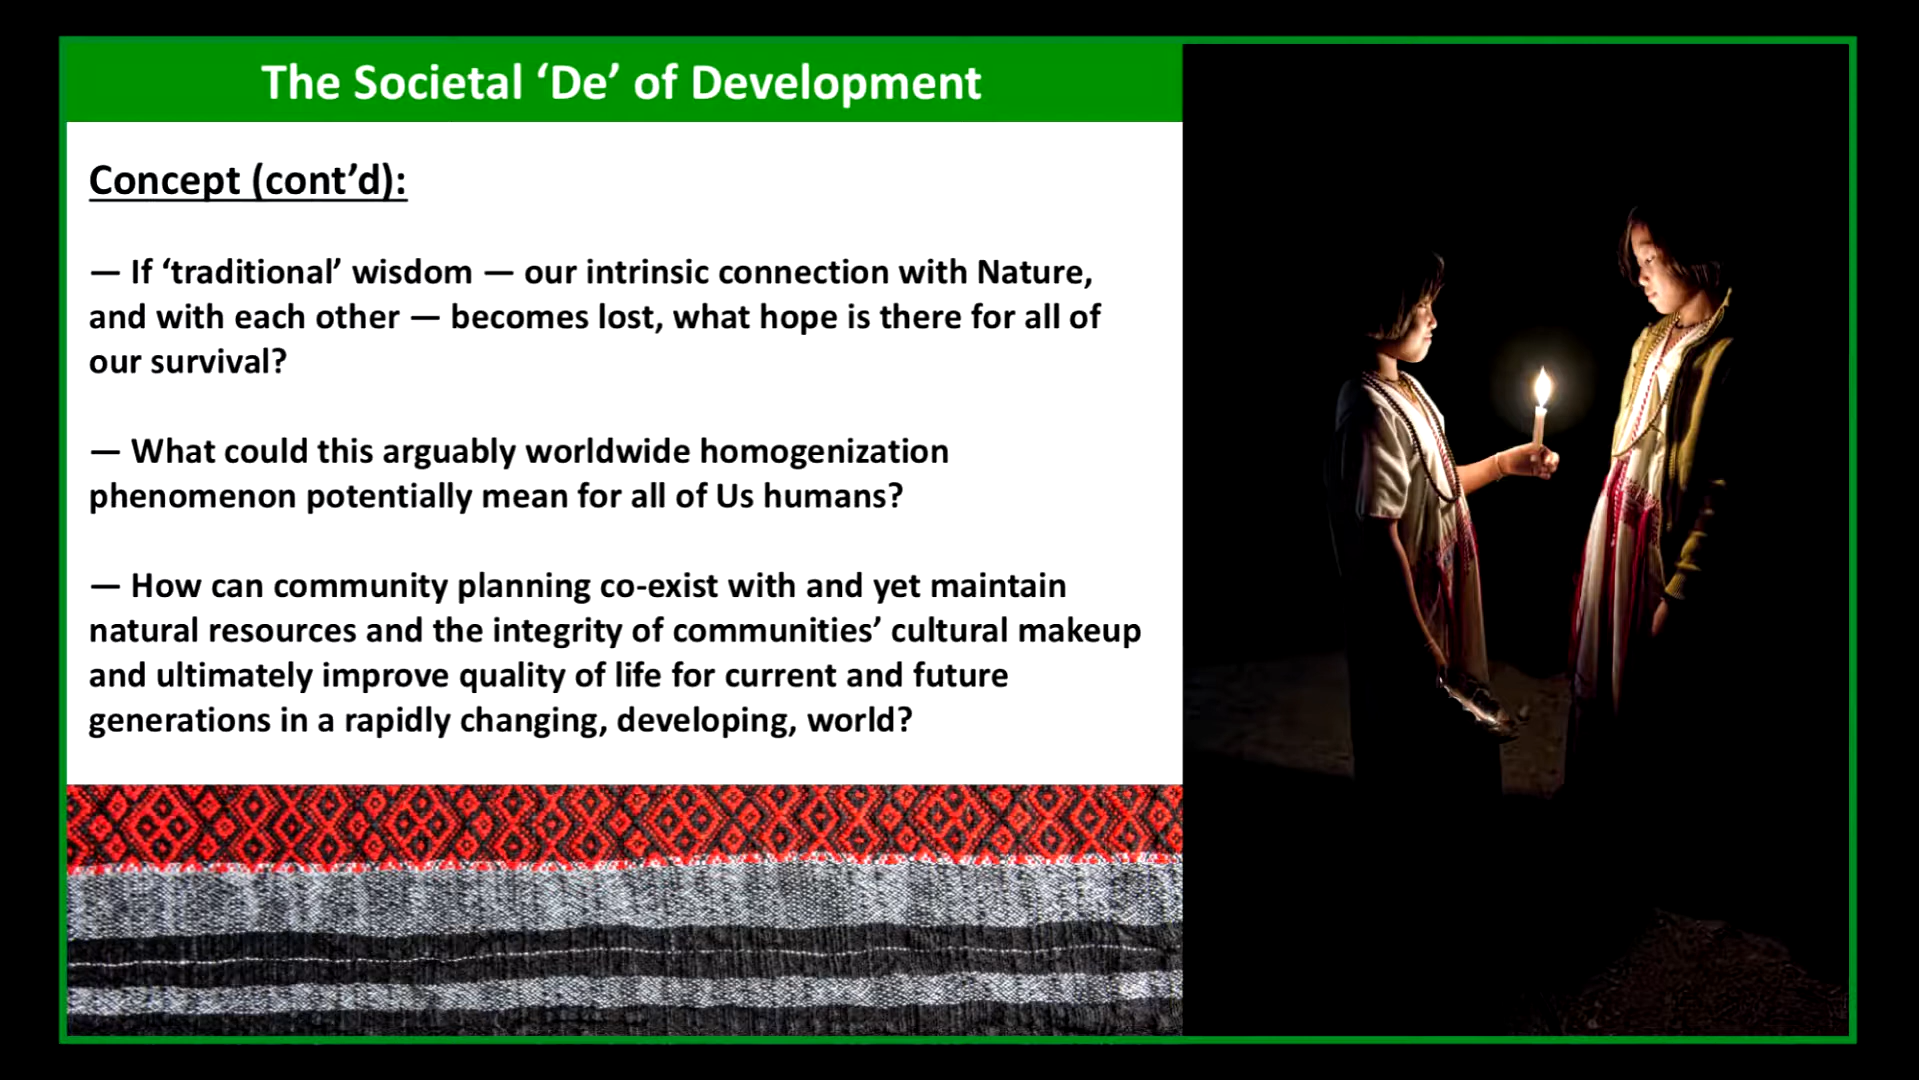 The Societal ‘De’ of Development
Concept (cont’d):
— If ‘traditional’ wisdom — our intrinsic connection with Nature,
and with each other — becomes lost, what hope is there for all of
our survival?
— What could this arguably worldwide homogenization
phenomenon potentially mean for all of Us humans?
— How can community planning co-exist with and yet maintain
natural resources and the integrity of communities’ cultural makeup
and ultimately improve quality of life for current and future
generations in a rapidly changing, developing, world?